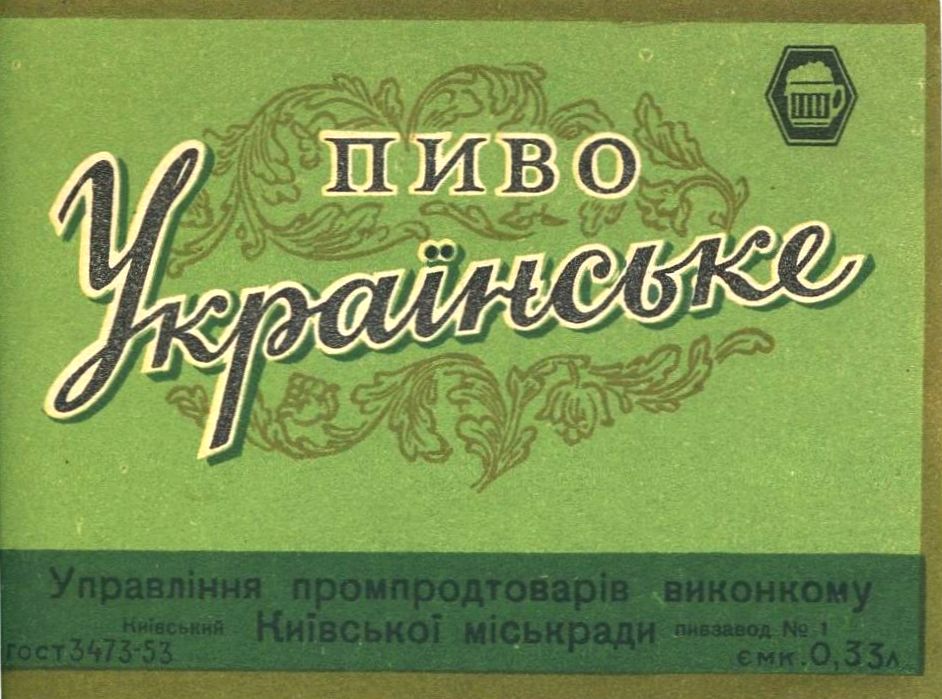 ПИВО
Українське
Управління промпродтоварів виконкому
Київської міськради
Київський пивзавод № 1
гост 3473-53 ємк. 0,33л